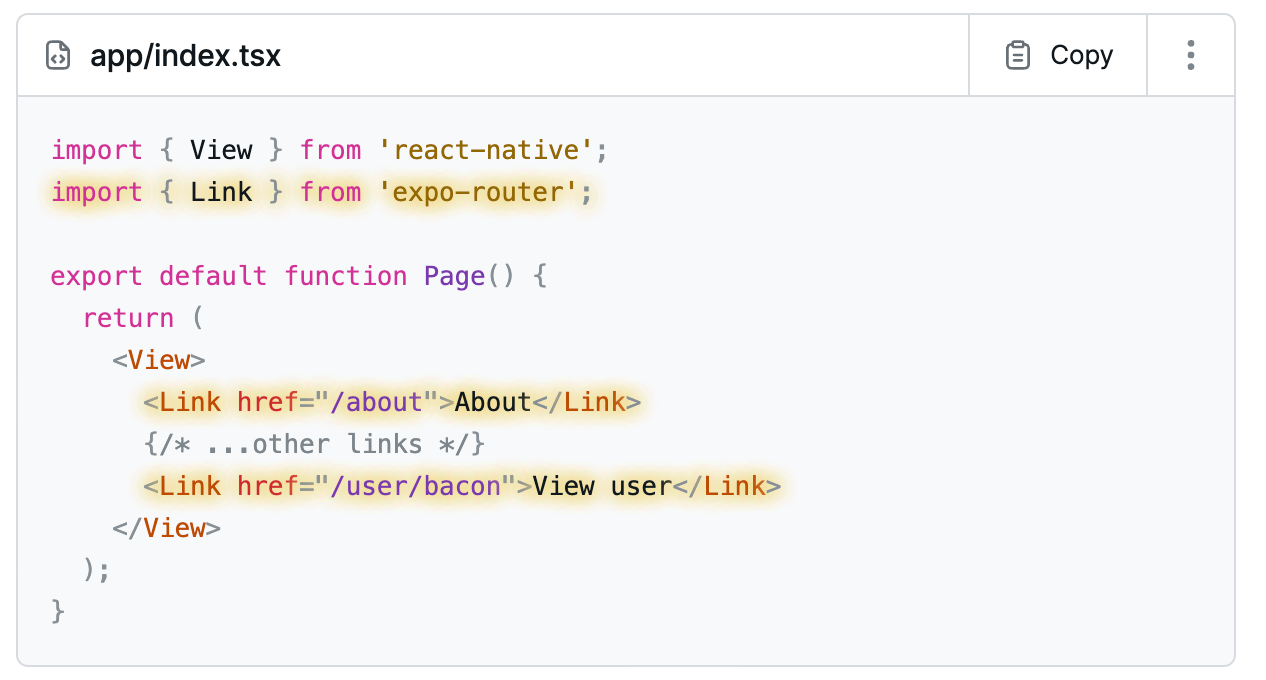 app/index.tsx
Copy
import { View } from 'react-native';
import { Link } from 'expo-router';
export default function Page() {
  return (
    <View>
      <Link href="/about">About</Link>
      {/* ...other links */}
      <Link href="/user/bacon">View user</Link>
    </View>
  );
}